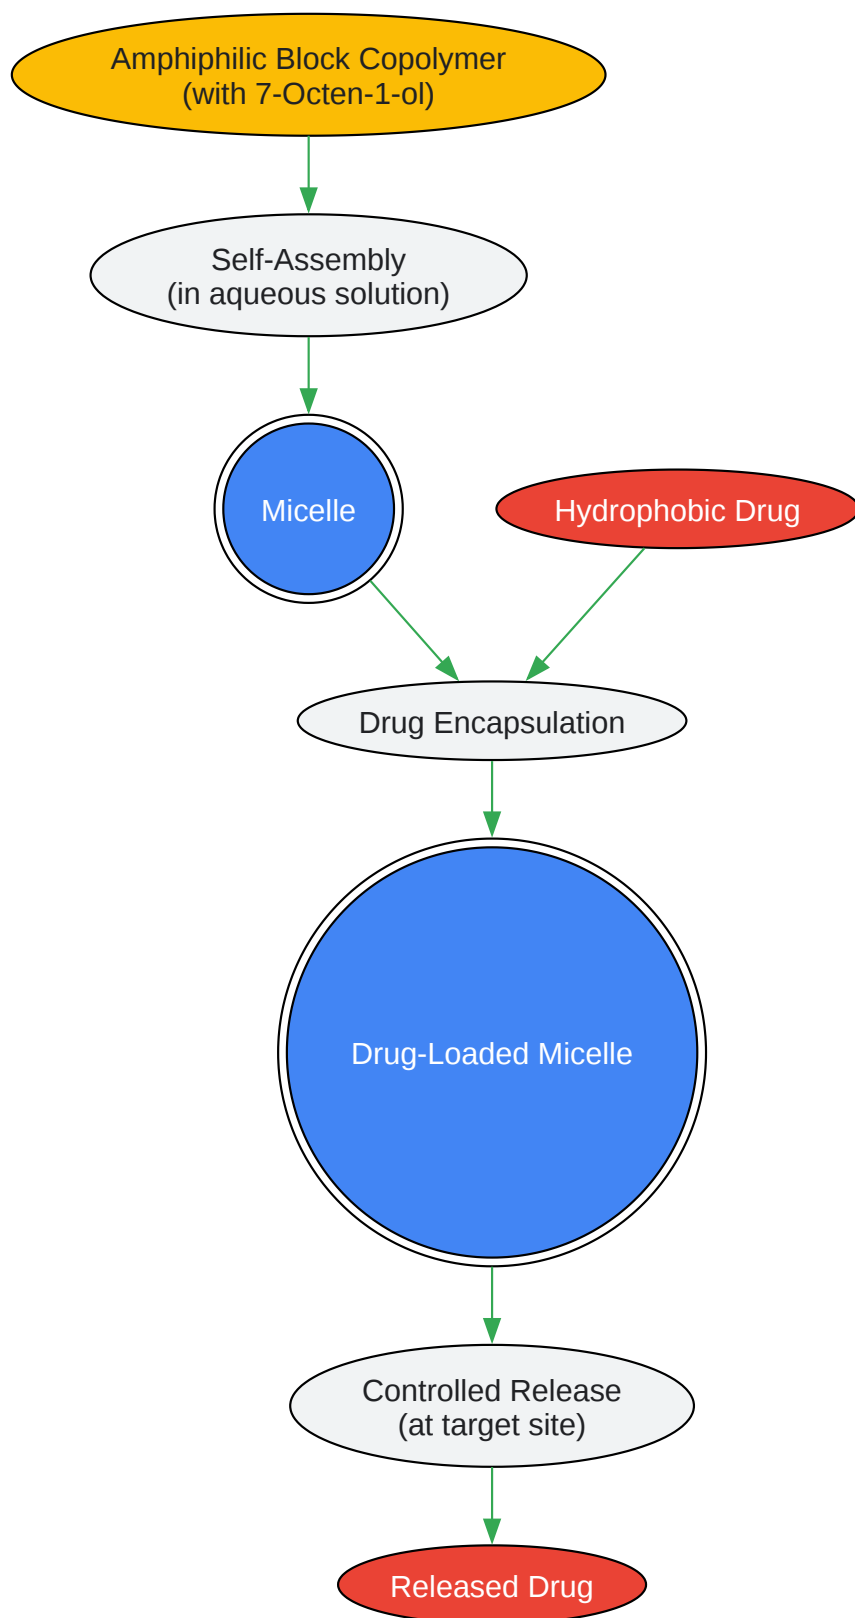 Amphiphilic Block Copolymer
(with 7-Octen-1-ol)
Self-Assembly
(in aqueous solution)
Micelle
Hydrophobic Drug
Drug Encapsulation
Drug-Loaded Micelle
Controlled Release
(at target site)
Released Drug